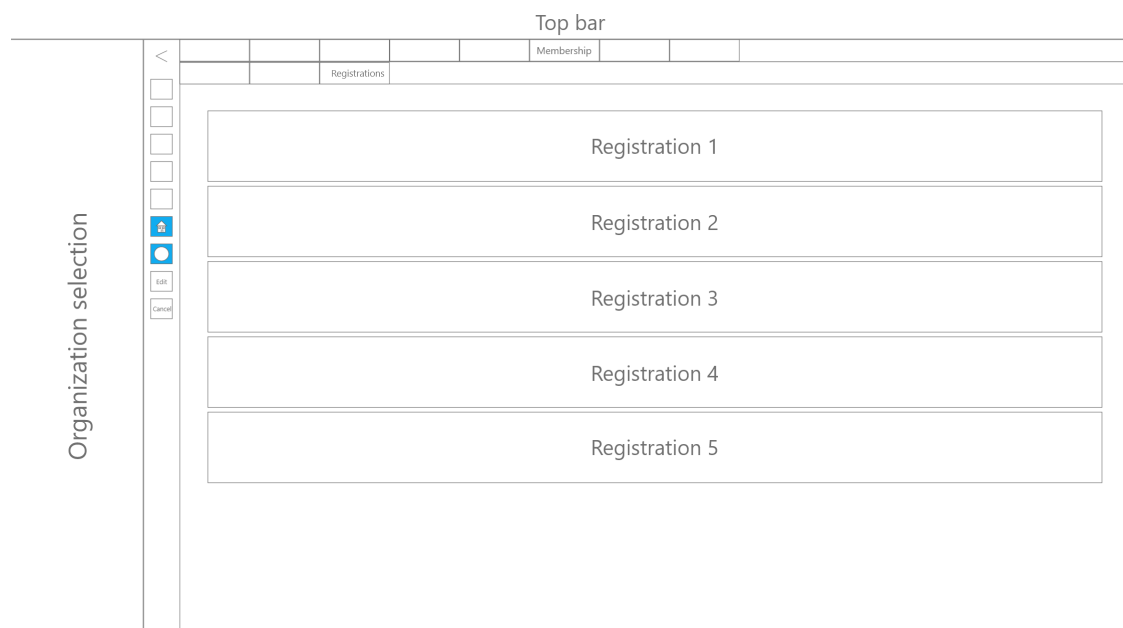 Top bar
<
Membership
Registrations
Organization selection
Edit
Cancel
Registration 1
Registration 2
Registration 3
Registration 4
Registration 5